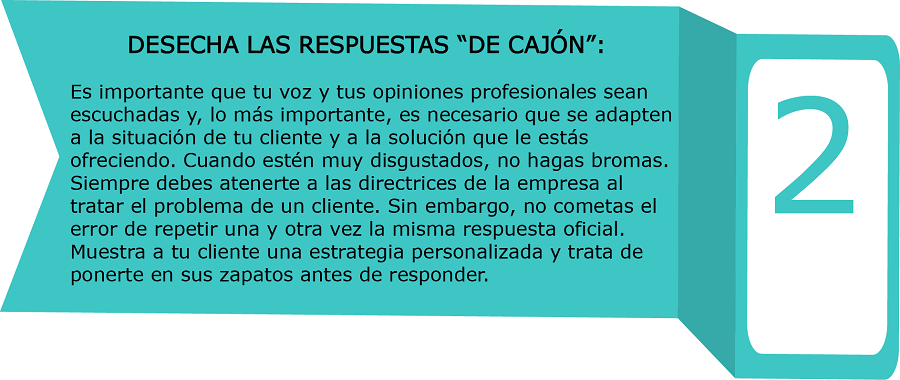 DESECHA LAS RESPUESTAS “DE CAJÓN”:
Es importante que tu voz y tus opiniones profesionales sean
escuchadas y, lo más importante, es necesario que se adapten
a la situación de tu cliente y a la solución que le estás
ofreciendo. Cuando estén muy disgustados, no hagas bromas.
Siempre debes atenerte a las directrices de la empresa al
tratar el problema de un cliente. Sin embargo, no cometas el
error de repetir una y otra vez la misma respuesta oficial.
Muestra a tu cliente una estrategia personalizada y trata de
ponerte en sus zapatos antes de responder.
2